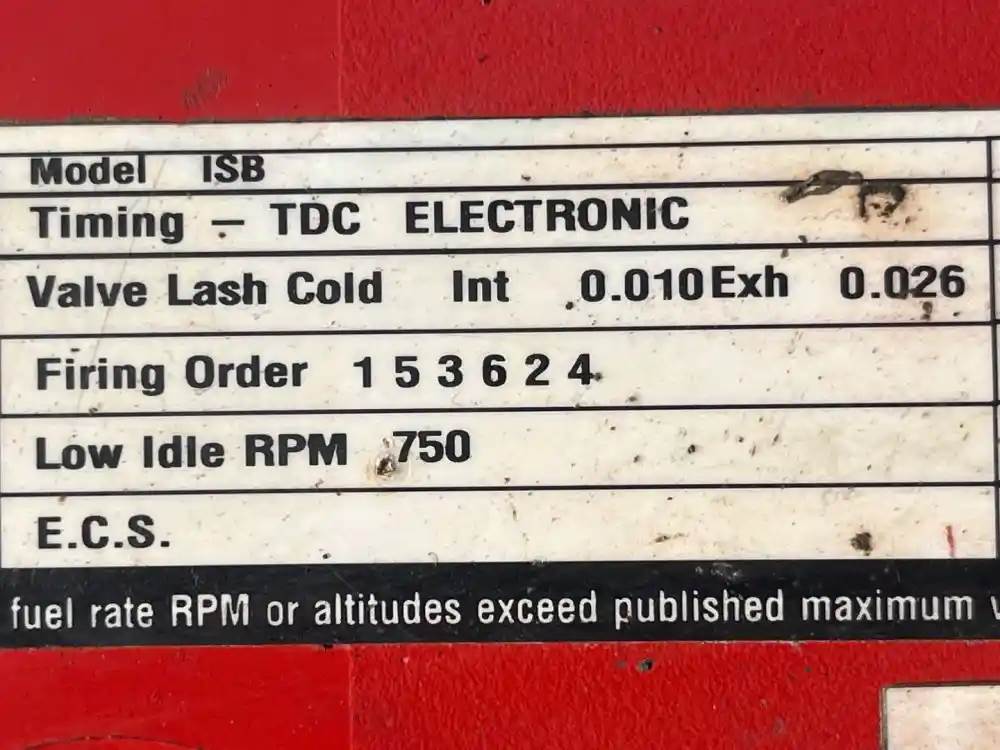 Model ISB
Timing - TDC ELECTRONIC
Valve Lash Cold Int 0.010 Exh 0.026
Firing Order 1 5 3 6 2 4
Low Idle RPM 750
E.C.S.
fuel rate RPM or altitudes exceed published maximum